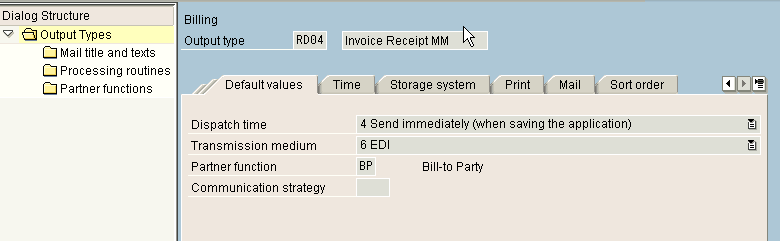 Dialog Structure
Output Types
Mail title and texts
Processing routines
Partner functions
Billing
Output type RD04 Invoice Receipt MM
Default values Time Storage system Print Mail Sort order
Dispatch time 4 Send immediately (when saving the application)
Transmission medium 6 EDI
Partner function BP Bill-to Party
Communication strategy